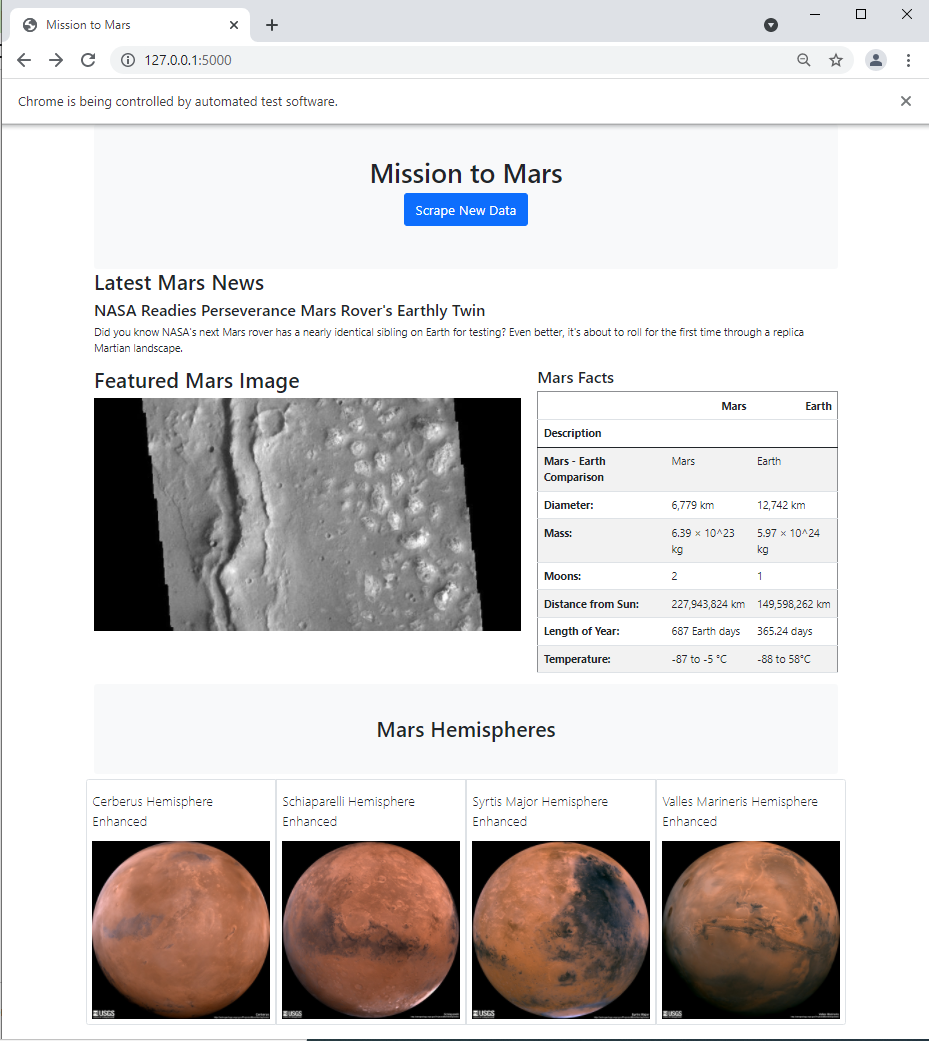 Mission to Mars
127.0.0.1:5000
Chrome is being controlled by automated test software.
Mission to Mars
Scrape New Data
Latest Mars News
NASA Readies Perseverance Mars Rover's Earthly Twin
Did you know NASA's next Mars rover has a nearly identical sibling on Earth for testing? Even better, it's about to roll for the first time through a replica
Martian landscape.
Featured Mars Image
Mars Facts
Mars Earth
Description
Mars - Earth Comparison Mars Earth
Diameter: 6,779 km 12,742 km
Mass: 6.39 × 10^23 kg 5.97 × 10^24 kg
Moons: 2 1
Distance from Sun: 227,943,824 km 149,598,262 km
Length of Year: 687 Earth days 365.24 days
Temperature: -87 to -5 °C -88 to 58°C
Mars Hemispheres
Cerberus Hemisphere
Enhanced
Schiaparelli Hemisphere
Enhanced
Syrtis Major Hemisphere
Enhanced
Valles Marineris Hemisphere
Enhanced
USGS
USGS
USGS
USGS